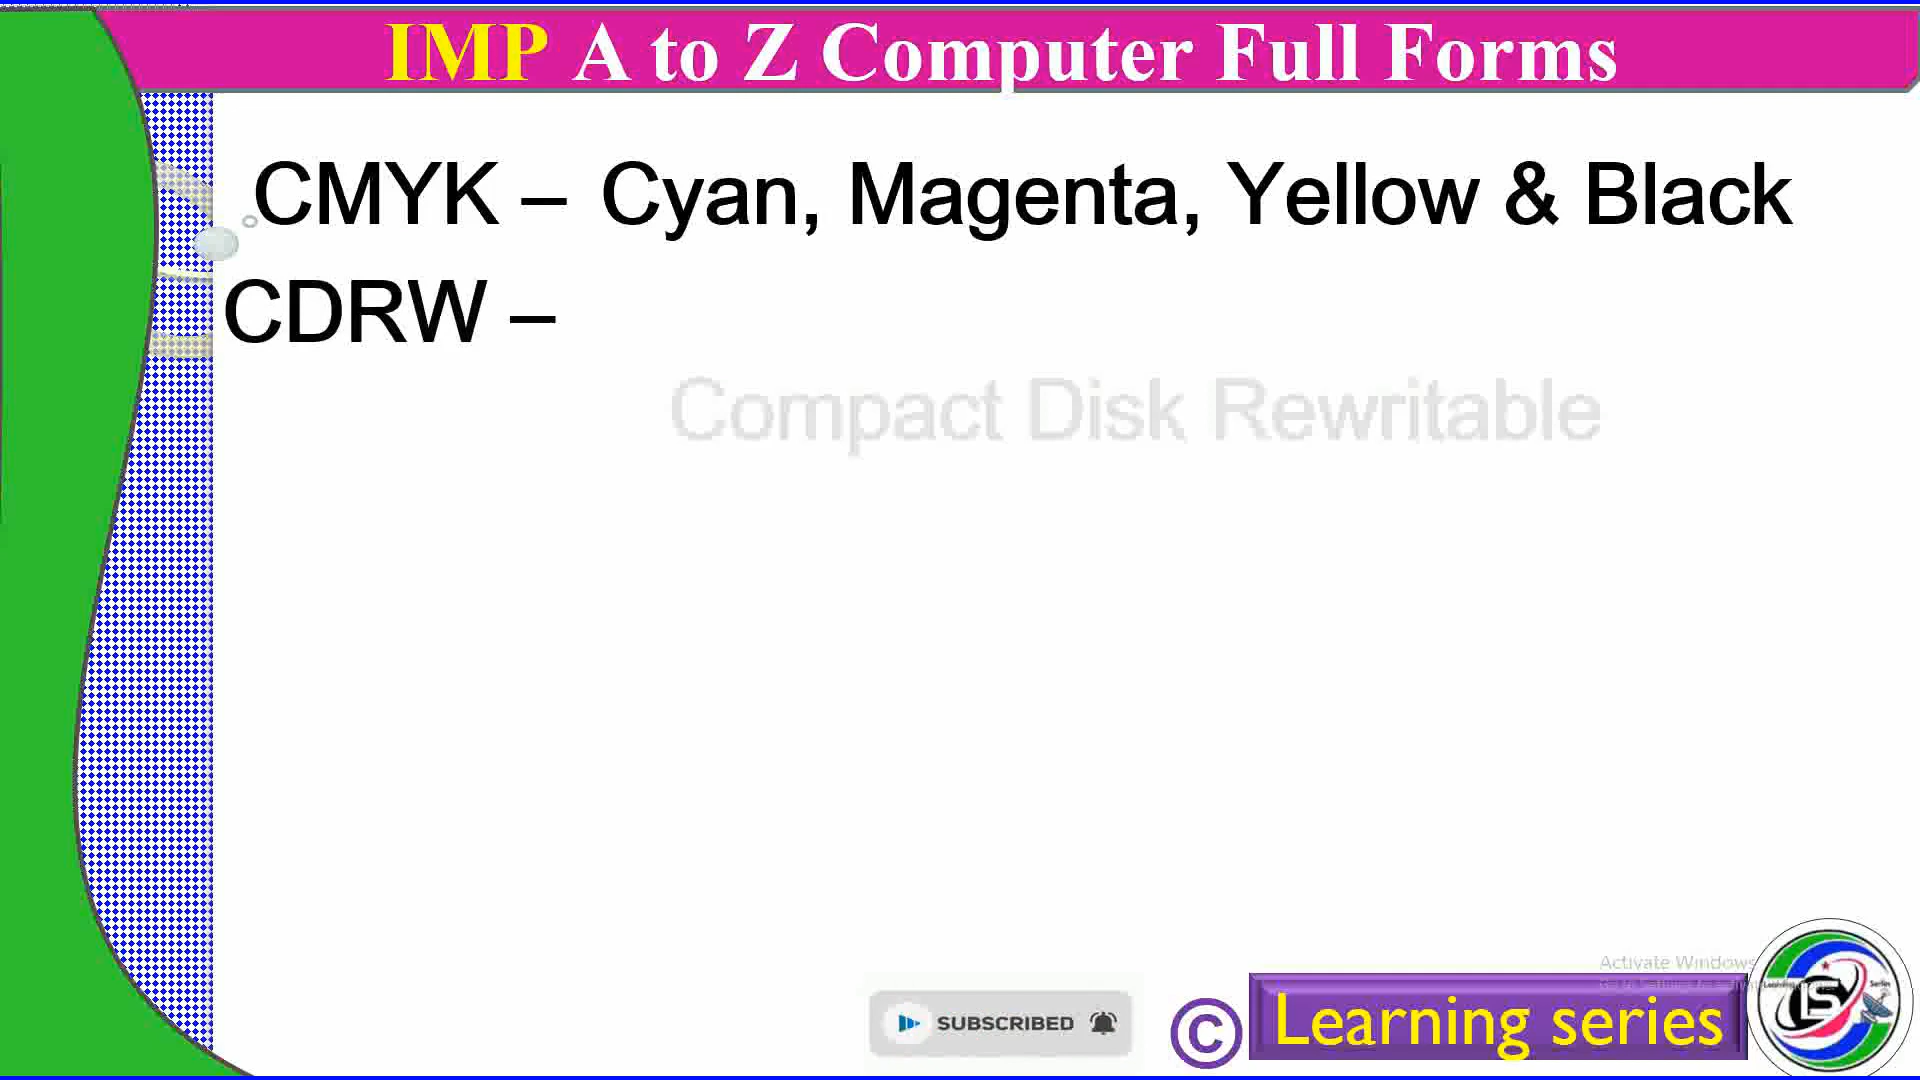 IMP A to Z Computer Full Forms
CMYK – Cyan, Magenta, Yellow & Black
CDRW –
Compact Disk Rewritable
Activate Windows
SUBSCRIBED
© Learning series
LS